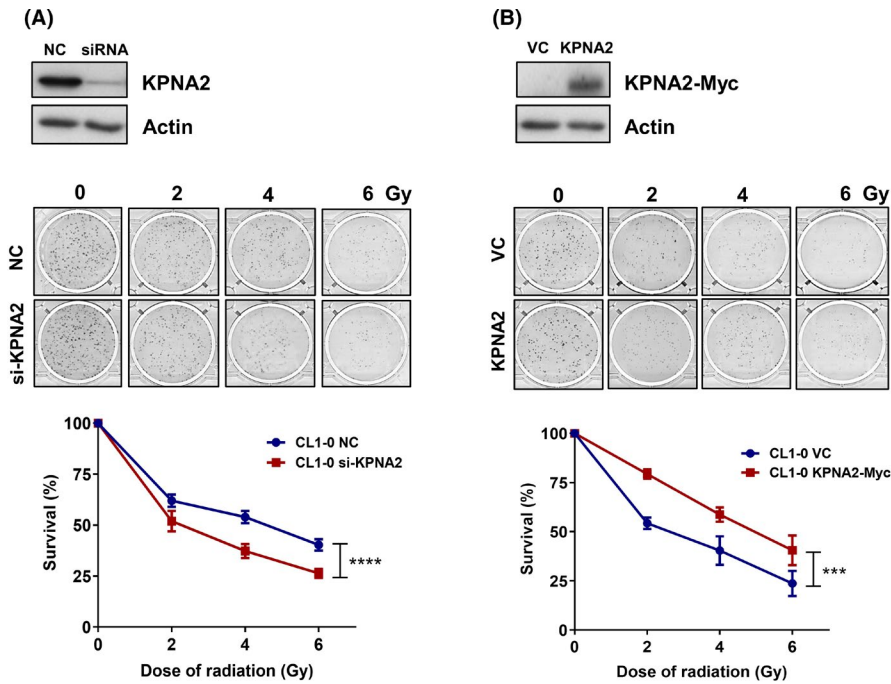 (A)
NC siRNA
KPNA2
Actin
0 2 4 6 Gy
NC
si-KPNA2
100
75
50
25
0
Survival (%)
CL1-0 NC
CL1-0 si-KPNA2
****
0 2 4 6
Dose of radiation (Gy)
(B)
VC KPNA2
KPNA2-Myc
Actin
0 2 4 6 Gy
VC
KPNA2
100
75
50
25
0
Survival (%)
CL1-0 VC
CL1-0 KPNA2-Myc
***
0 2 4 6
Dose of radiation (Gy)